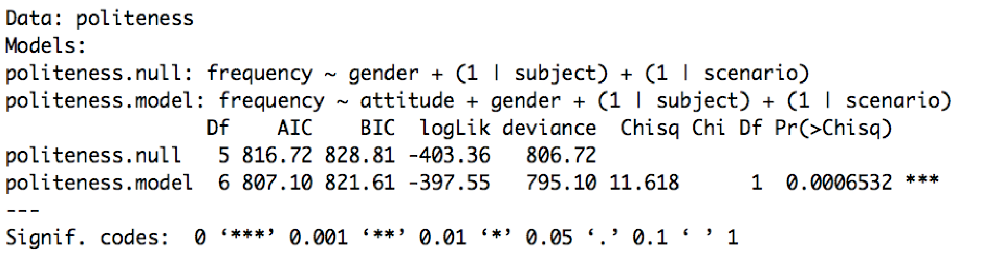 Data: politeness
Models:
politeness.null: frequency ~ gender + (1 | subject) + (1 | scenario)
politeness.model: frequency ~ attitude + gender + (1 | subject) + (1 | scenario)
                 Df    AIC    BIC  logLik deviance  Chisq Chi Df Pr(>Chisq)
politeness.null   5 816.72 828.81 -403.36   806.72
politeness.model  6 807.10 821.61 -397.55   795.10 11.618      1  0.0006532 ***
---
Signif. codes:  0 ‘***’ 0.001 ‘**’ 0.01 ‘*’ 0.05 ‘.’ 0.1 ‘ ’ 1